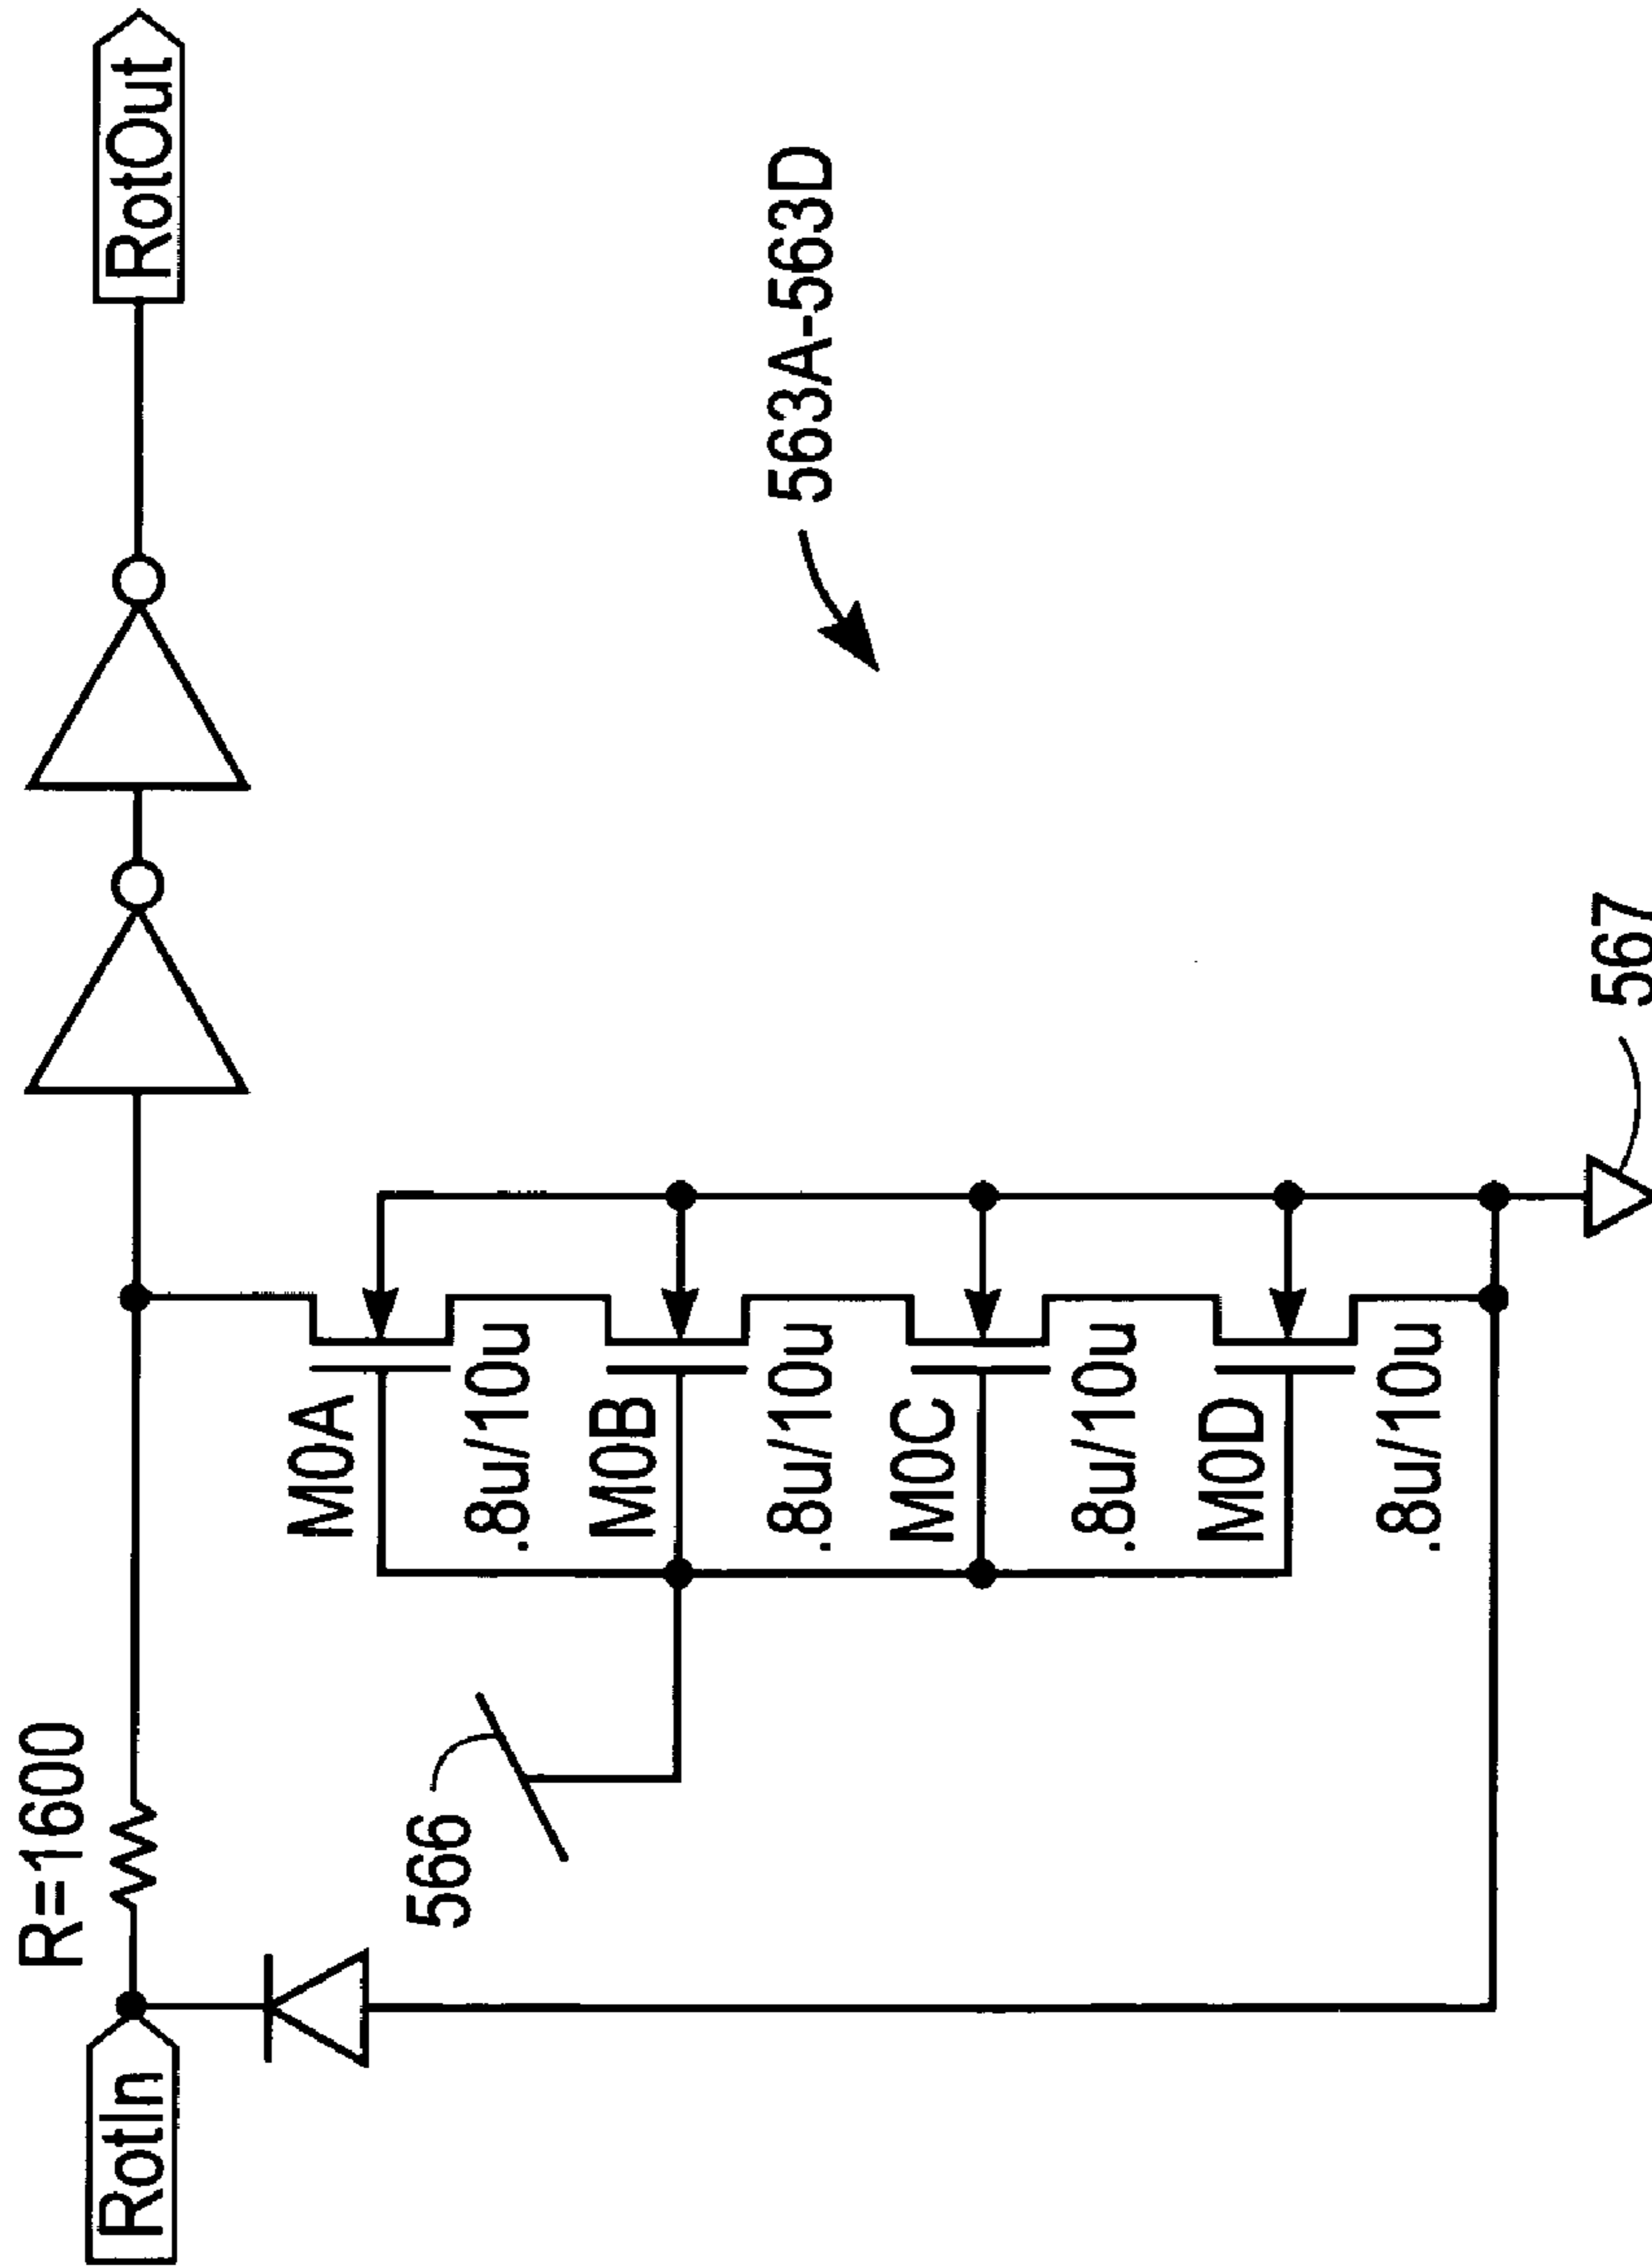 RotIn
R=1600
RotOut
566
M0A
.8u/10u
M0B
.8u/10u
M0C
.8u/10u
M0D
.8u/10u
563A-563D
567